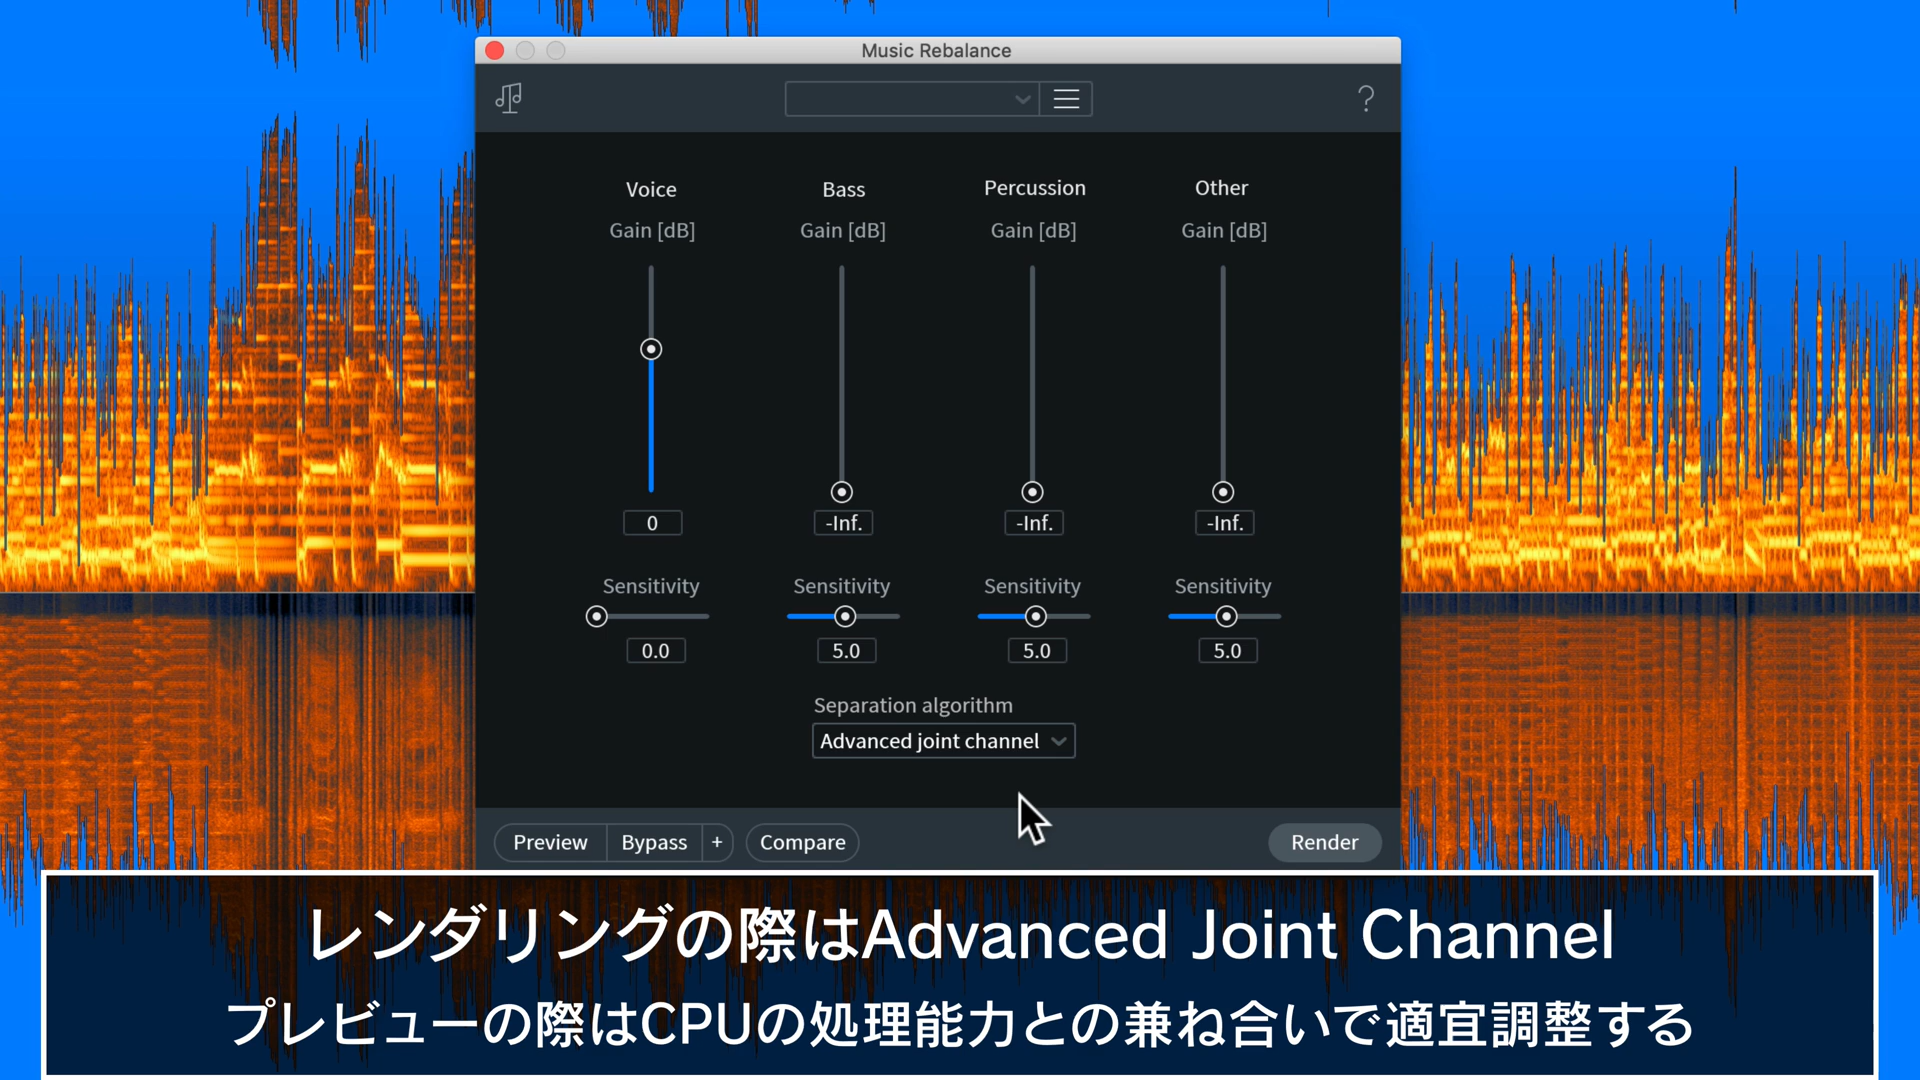 Music Rebalance
?
Voice Bass Percussion Other
Gain [dB] Gain [dB] Gain [dB] Gain [dB]
0 -Inf. -Inf. -Inf.
Sensitivity Sensitivity Sensitivity Sensitivity
0.0 5.0 5.0 5.0
Separation algorithm
Advanced joint channel
Preview Bypass + Compare Render
レンダリングの際はAdvanced Joint Channel
プレビューの際はCPUの処理能力との兼ね合いで適宜調整する